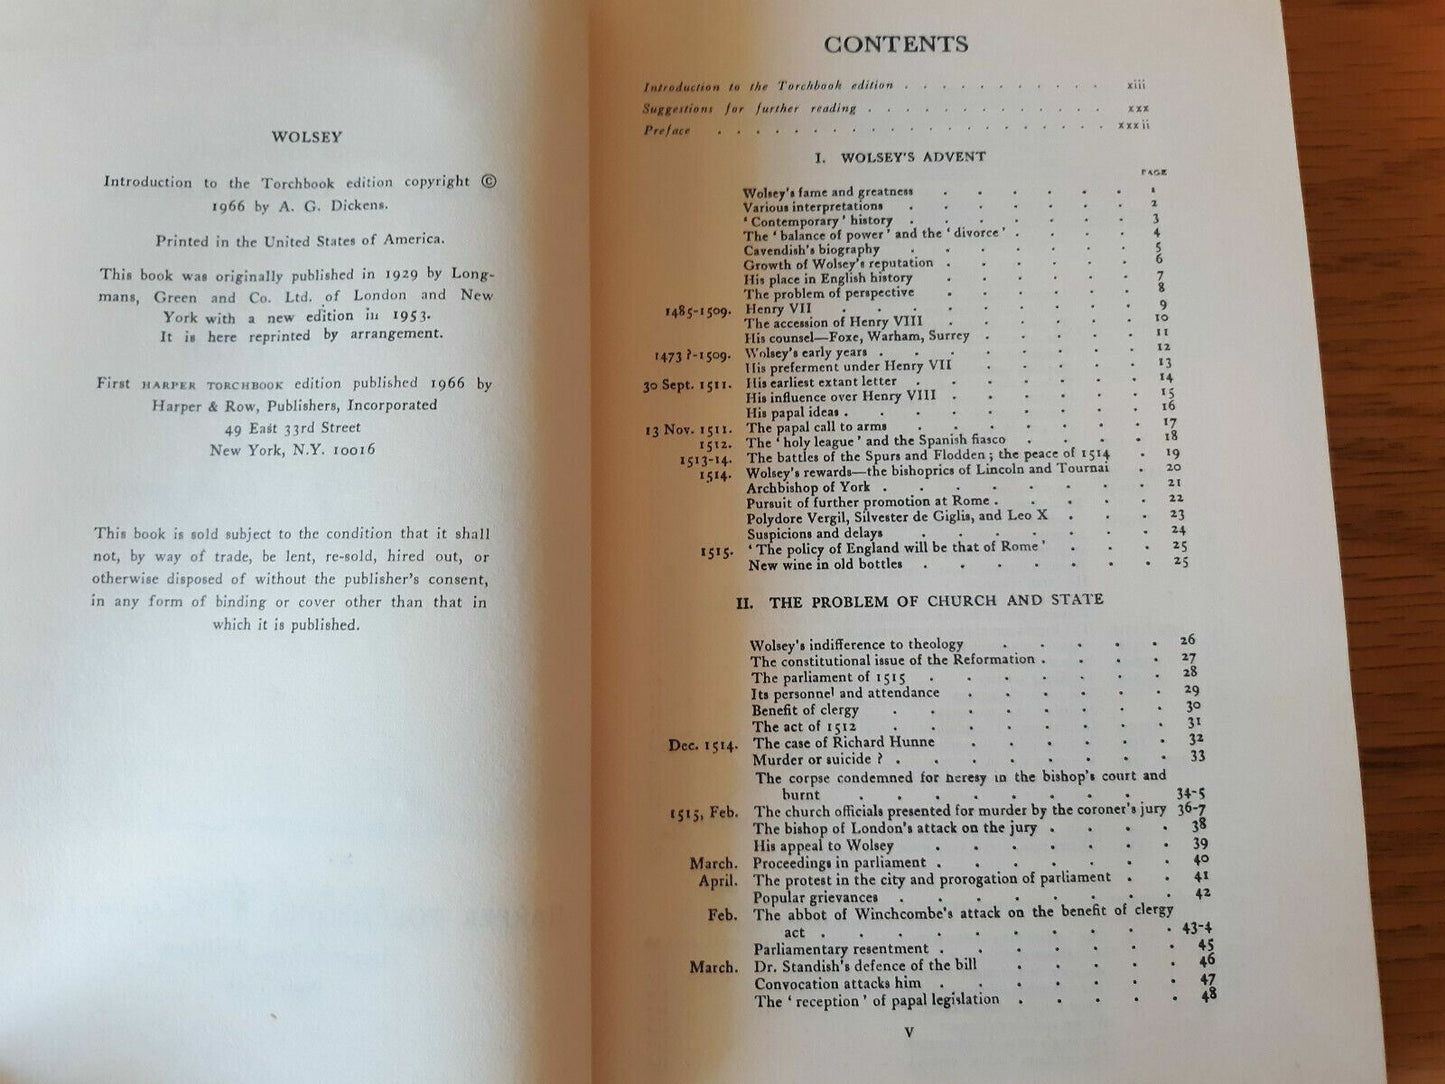 WOLSEY
Introduction to the Torchbook edition copyright ©
1966 by A. G. Dickens.
Printed in the United States of America.
This book was originally published in 1929 by Long-
mans, Green and Co. Ltd. of London and New
York with a new edition in 1953.
It is here reprinted by arrangement.
First HARPER TORCHBOOK edition published 1966 by
Harper & Row, Publishers, Incorporated
49 East 33rd Street
New York, N.Y. 10016
This book is sold subject to the condition that it shall
not, by way of trade, be lent, re-sold, hired out, or
otherwise disposed of without the publisher's consent,
in any form of binding or cover other than that in
which it is published.
CONTENTS
Introduction to the Torchbook edition . . . . . . . . . . xiii
Suggestions for further reading . . . . . . . . . . . . . xxx
Preface . . . . . . . . . . . . . . . . xxxii
I. WOLSEY'S ADVENT
PAGE
Wolsey's fame and greatness . . . . . . 1
Various interpretations . . . . . . . 2
'Contemporary' history . . . . . . . 3
The 'balance of power' and the 'divorce' . . . . 4
Cavendish's biography . . . . . . . 5
Growth of Wolsey's reputation . . . . . . 6
His place in English history . . . . . . 7
The problem of perspective . . . . . . 8
1485-1509. Henry VII . . . . . . . . . 9
The accession of Henry VIII . . . . . . 10
His counsel—Foxe, Warham, Surrey . . . . . 11
1473 ?-1509. Wolsey's early years . . . . . . . . 12
His preferment under Henry VII . . . . . 13
30 Sept. 1511. His earliest extant letter . . . . . . . 14
His influence over Henry VIII . . . . . . 15
His papal ideas . . . . . . . . . 16
13 Nov. 1511. The papal call to arms . . . . . . . 17
1512. The 'holy league' and the Spanish fiasco . . . . 18
1513-14. The battles of the Spurs and Flodden ; the peace of 1514 . 19
1514. Wolsey's rewards—the bishoprics of Lincoln and Tournai . 20
Archbishop of York . . . . . . . . 21
Pursuit of further promotion at Rome . . . . . 22
Polydore Vergil, Silvester de Giglis, and Leo X . . . 23
Suspicions and delays . . . . . . . 24
1515. 'The policy of England will be that of Rome' . . . 25
New wine in old bottles . . . . . . . 25
II. THE PROBLEM OF CHURCH AND STATE
Wolsey's indifference to theology . . . . . 26
The constitutional issue of the Reformation . . . . 27
The parliament of 1515 . . . . . . . 28
Its personnel and attendance . . . . . . 29
Benefit of clergy . . . . . . . . 30
The act of 1512 . . . . . . . . 31
Dec. 1514. The case of Richard Hunne . . . . . . 32
Murder or suicide ? . . . . . . . . 33
The corpse condemned for heresy in the bishop's court and
burnt . . . . . . . . 34-5
1515, Feb. The church officials presented for murder by the coroner's jury 36-7
The bishop of London's attack on the jury . . . . 38
His appeal to Wolsey . . . . . . . 39
March. Proceedings in parliament . . . . . . . 40
April. The protest in the city and prorogation of parliament . . 41
Popular grievances . . . . . . . . 42
Feb. The abbot of Winchcombe's attack on the benefit of clergy
act . . . . . . . . . . 43-4
Parliamentary resentment . . . . . . . 45
March. Dr. Standish's defence of the bill . . . . . 46
Convocation attacks him . . . . . . . 47
The 'reception' of papal legislation . . . . . 48
V